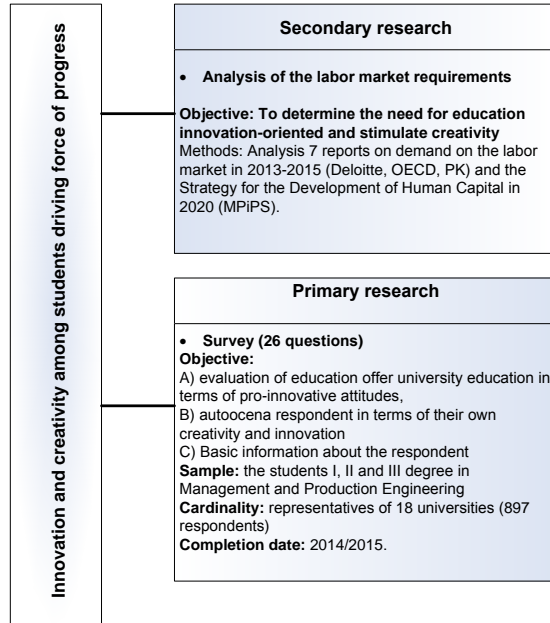 Innovation and creativity among students driving force of progress
Secondary research
• Analysis of the labor market requirements
Objective: To determine the need for education
innovation-oriented and stimulate creativity
Methods: Analysis 7 reports on demand on the labor
market in 2013-2015 (Deloitte, OECD, PK) and the
Strategy for the Development of Human Capital in
2020 (MPiPS).
Primary research
• Survey (26 questions)
Objective:
A) evaluation of education offer university education in
terms of pro-innovative attitudes,
B) autoocena respondent in terms of their own
creativity and innovation
C) Basic information about the respondent
Sample: the students I, II and III degree in
Management and Production Engineering
Cardinality: representatives of 18 universities (897
respondents)
Completion date: 2014/2015.